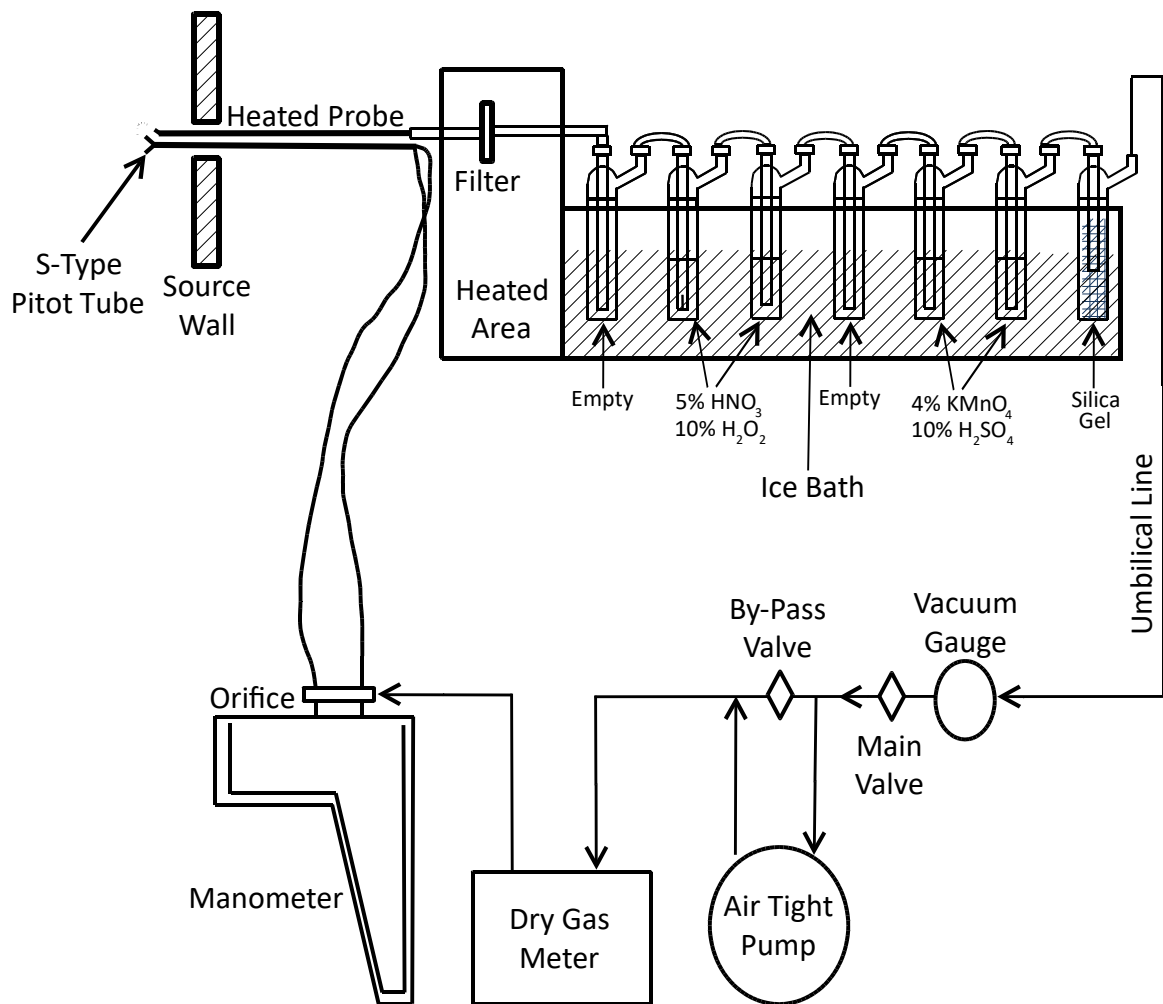 Heated Probe
Filter
S-Type
Pitot Tube
Source
Wall
Heated
Area
Empty
5% HNO₃
10% H₂O₂
Empty
4% KMnO₄
10% H₂SO₄
Silica
Gel
Ice Bath
Umbilical Line
By-Pass
Valve
Vacuum
Gauge
Orifice
Main
Valve
Manometer
Dry Gas
Meter
Air Tight
Pump